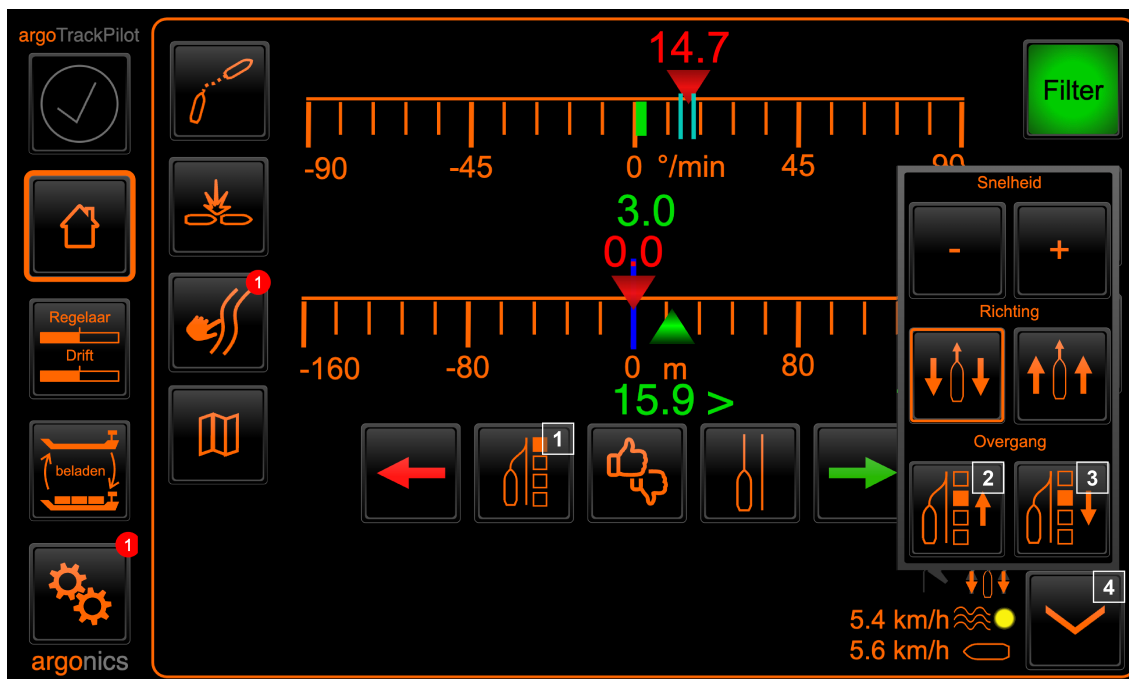 argoTrackPilot
14.7
Filter
-90 -45 0 °/min 45 90
Snelheid
- +
3.0
0.0
1
Regelaar
Drift
Richting
-160 -80 0 m 80
15.9 >
1
Overgang
2 3
beladen
1
4
5.4 km/h
5.6 km/h
argonics